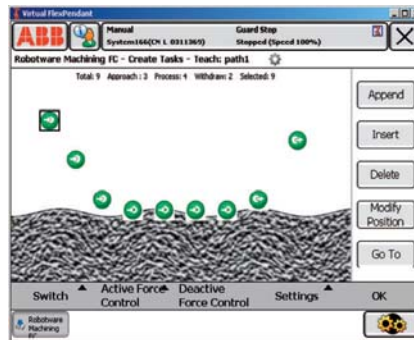 Virtual FlexPendant
ABB
Manual
System166(CN L 0311369)
Guard Stop
Stopped (Speed 100%)
Robotware Machining FC - Create Tasks - Teach: path1
Total: 9 Approach : 3 Process: 4 Withdraw: 2 Selected: 9
Append
Insert
Delete
Modify
Position
Go To
Switch
Active Force
Control
Deactive
Force Control
Settings
OK
Robotware
Machining
FC